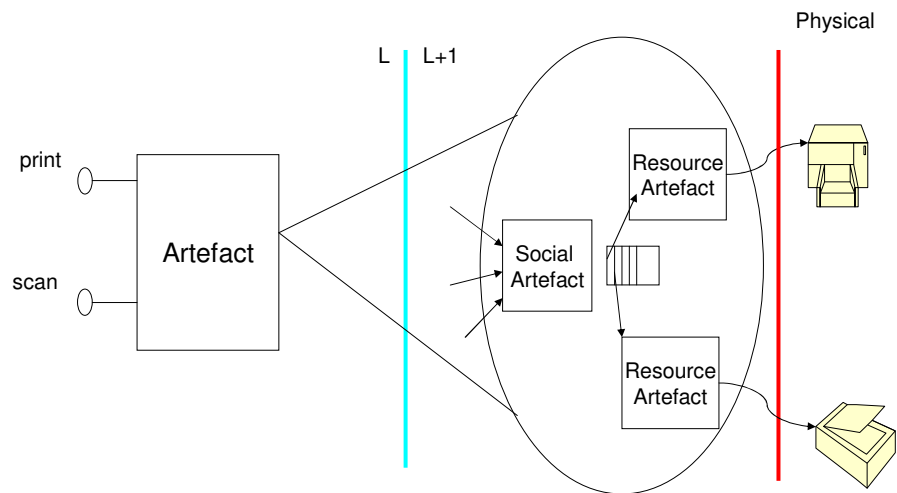 Physical
L
L+1
print
Artefact
scan
Social
Artefact
Resource
Artefact
Resource
Artefact